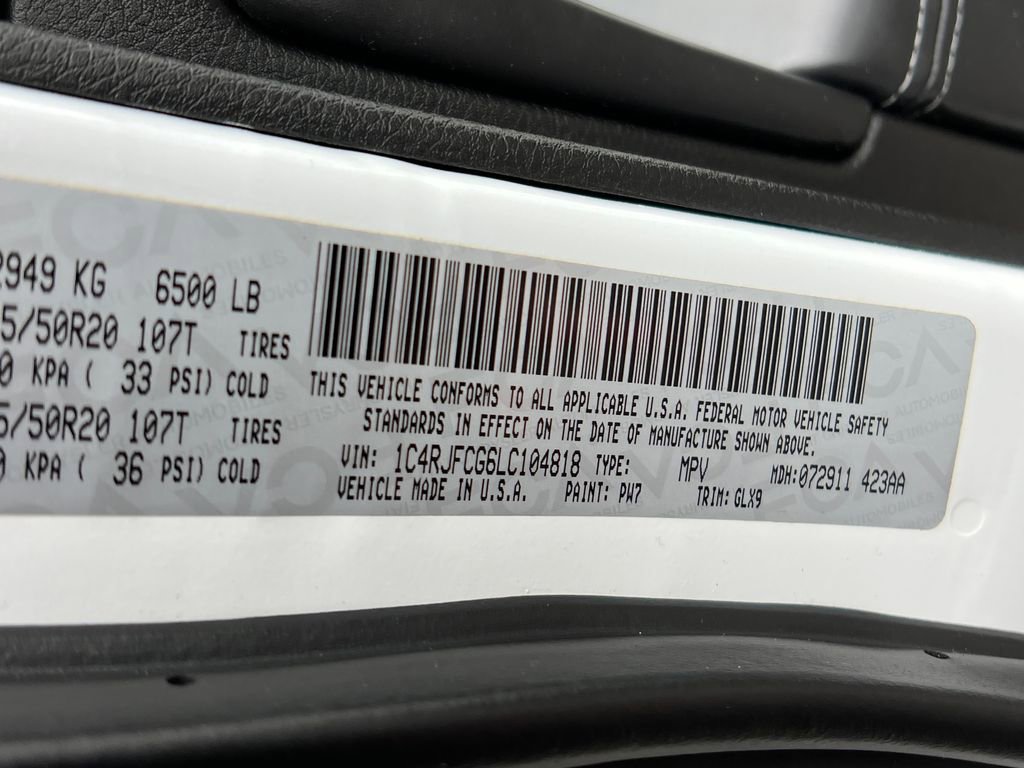 2949 KG 6500 LB
5/50R20 107T TIRES
0 KPA ( 33 PSI) COLD
5/50R20 107T TIRES
0 KPA ( 36 PSI) COLD
THIS VEHICLE CONFORMS TO ALL APPLICABLE U.S.A. FEDERAL MOTOR VEHICLE SAFETY
STANDARDS IN EFFECT ON THE DATE OF MANUFACTURE SHOWN ABOVE.
VIN: 1C4RJFCG6LC104818 TYPE: MPV MDH: 072911 423AA
VEHICLE MADE IN U.S.A. PAINT: PW7 TRIM: GLX9